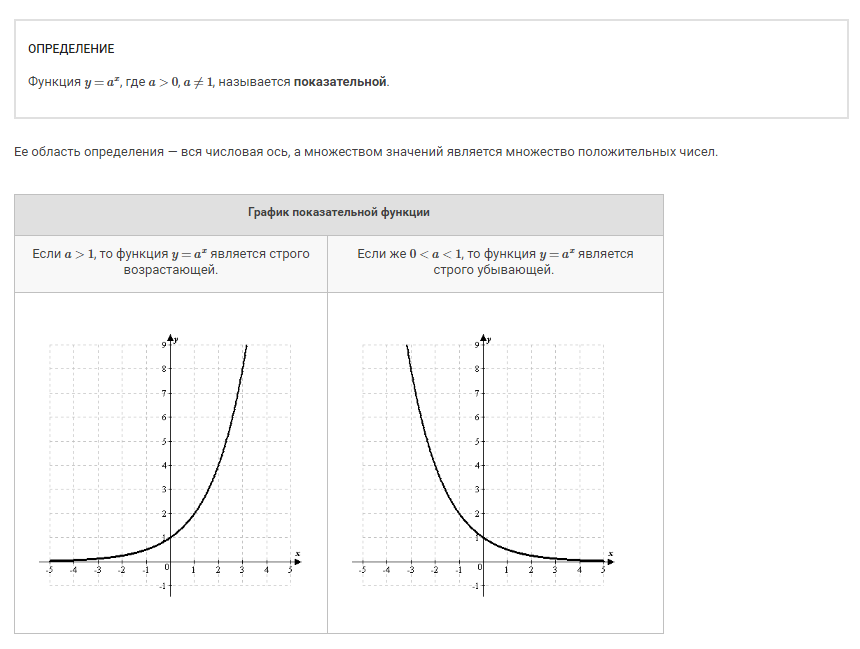 ОПРЕДЕЛЕНИЕ
Функция y = aˣ, где a > 0, a ≠ 1, называется показательной.
Ее область определения — вся числовая ось, а множеством значений является множество положительных чисел.
График показательной функции
Если a > 1, то функция y = aˣ является строго
возрастающей.
Если же 0 < a < 1, то функция y = aˣ является
строго убывающей.
y
9
8
7
6
5
4
3
2
1
x
-5 -4 -3 -2 -1 0 1 2 3 4 5
-1
y
9
8
7
6
5
4
3
2
1
x
-5 -4 -3 -2 -1 0 1 2 3 4 5
-1